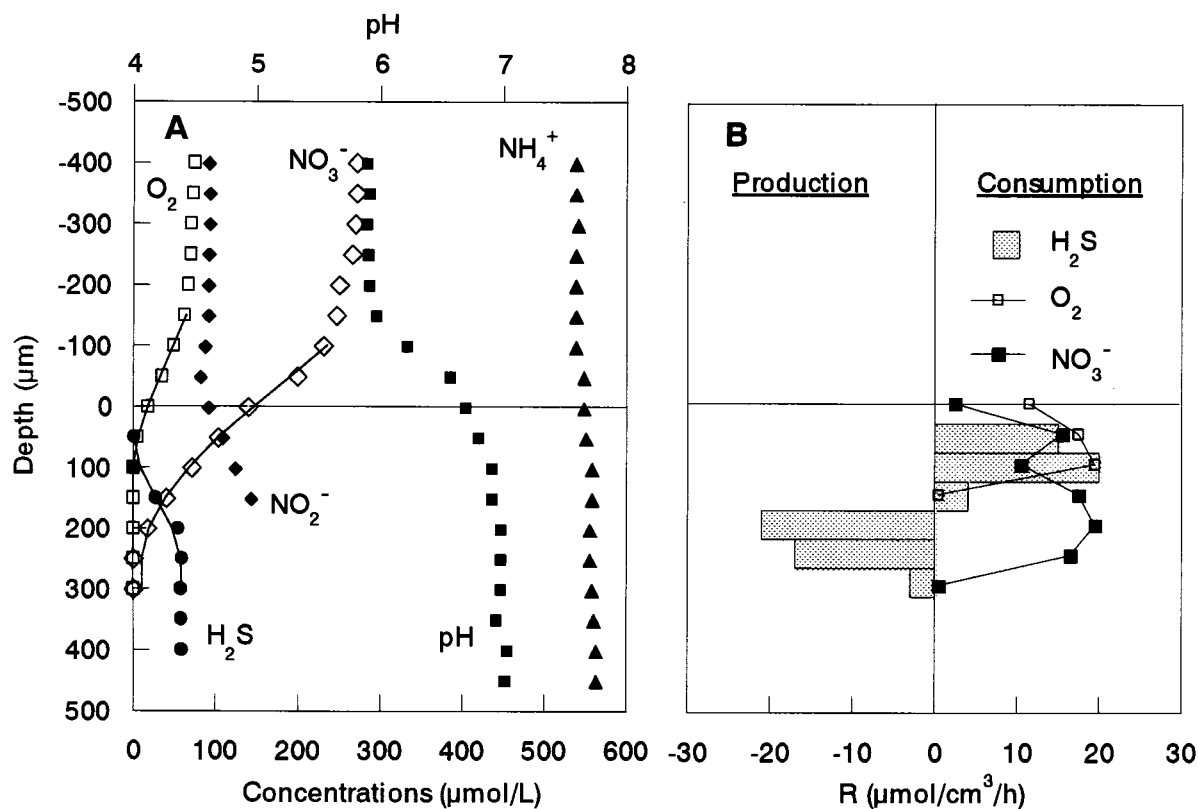 pH
4 5 6 7 8
-500
-400
-300
-200
-100
0
100
200
300
400
500
Depth (µm)
A
O₂
NO₃⁻
NH₄⁺
NO₂⁻
H₂S
pH
0 100 200 300 400 500 600
Concentrations (µmol/L)
B
Production
Consumption
H₂S
O₂
NO₃⁻
-30 -20 -10 0 10 20 30
R (µmol/cm³/h)